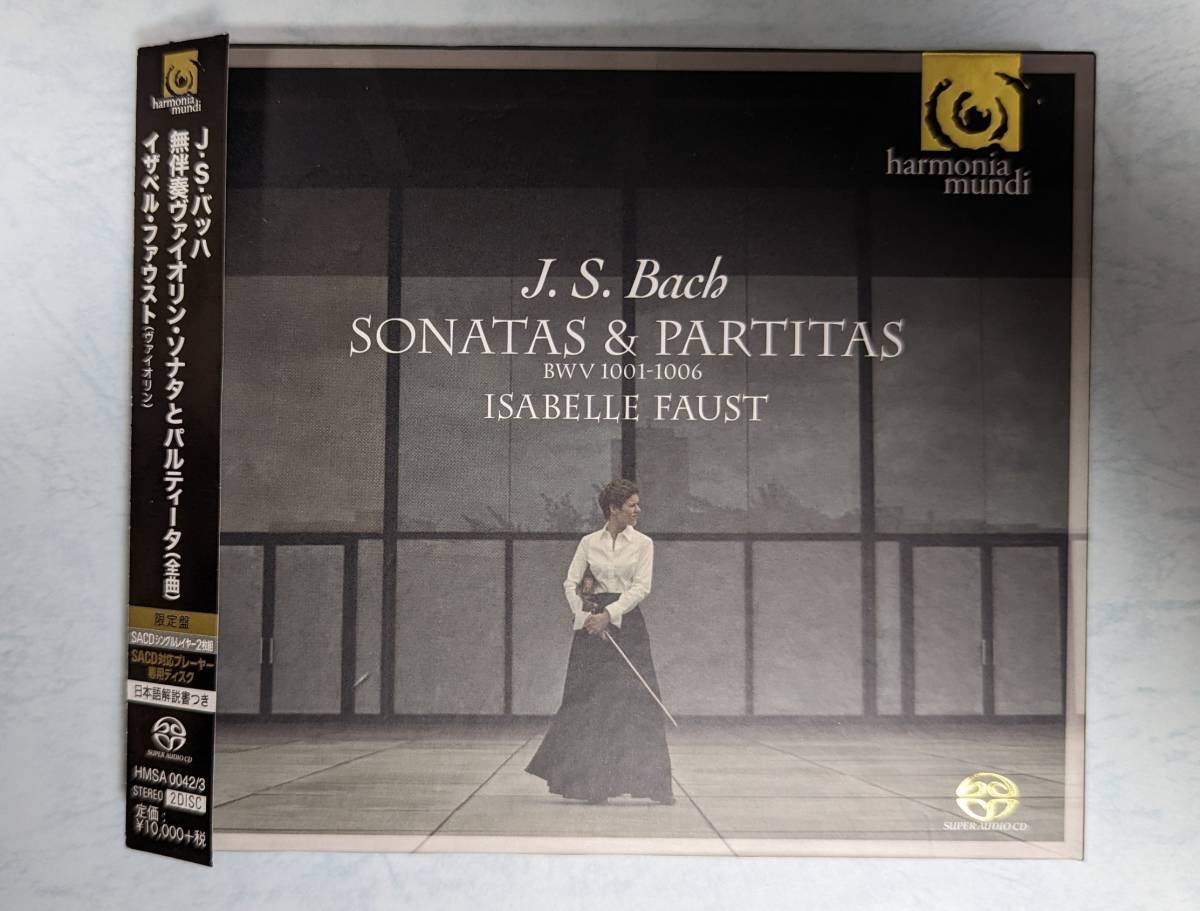 harmonia
mundi
J・S・バッハ
無伴奏ヴァイオリン・ソナタとパルティータ(全曲)
イザベル・ファウスト(ヴァイオリン)
限定盤
SACDシングルレイヤー2枚組
SACD対応プレーヤー
専用ディスク
日本語解説書つき
SUPER AUDIO CD
HMSA 0042/3
STEREO 2DISC
定価:
¥10,000+税
harmonia
mundi
J. S. Bach
SONATAS & PARTITAS
BWV 1001-1006
ISABELLE FAUST
SUPER AUDIO CD